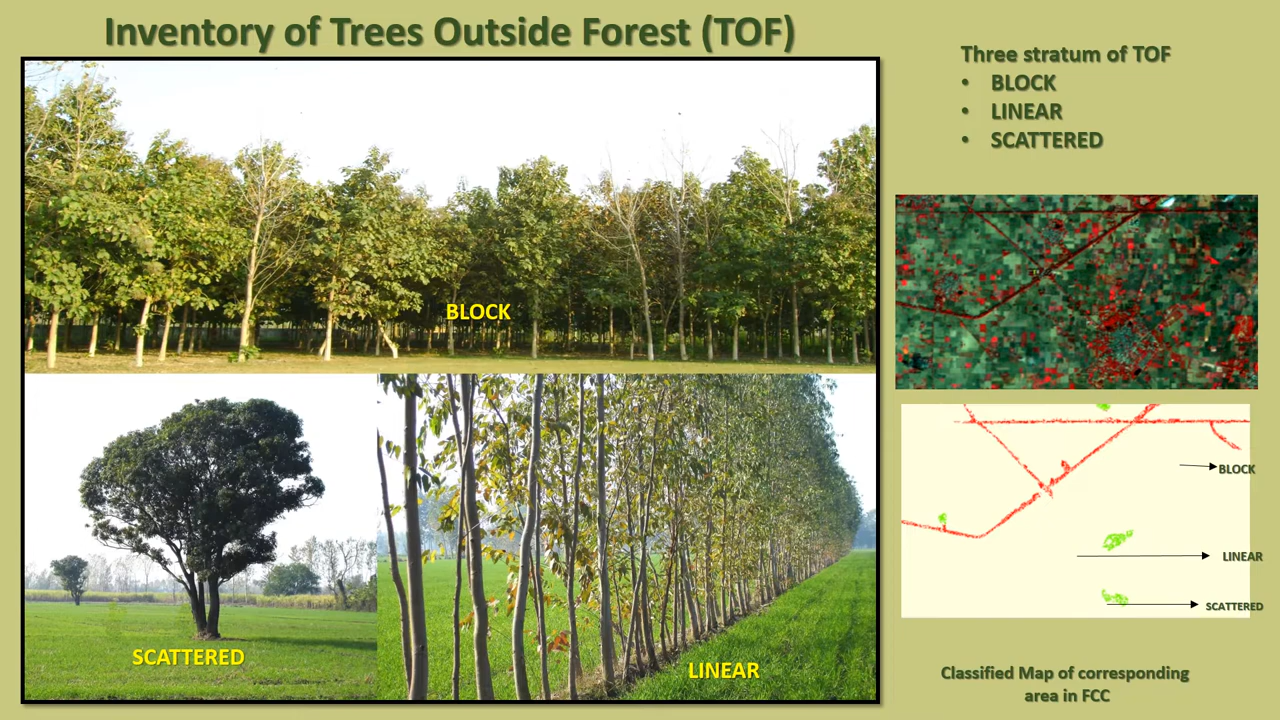 Inventory of Trees Outside Forest (TOF)
Three stratum of TOF
• BLOCK
• LINEAR
• SCATTERED
BLOCK
SCATTERED
LINEAR
BLOCK
LINEAR
SCATTERED
Classified Map of corresponding
area in FCC